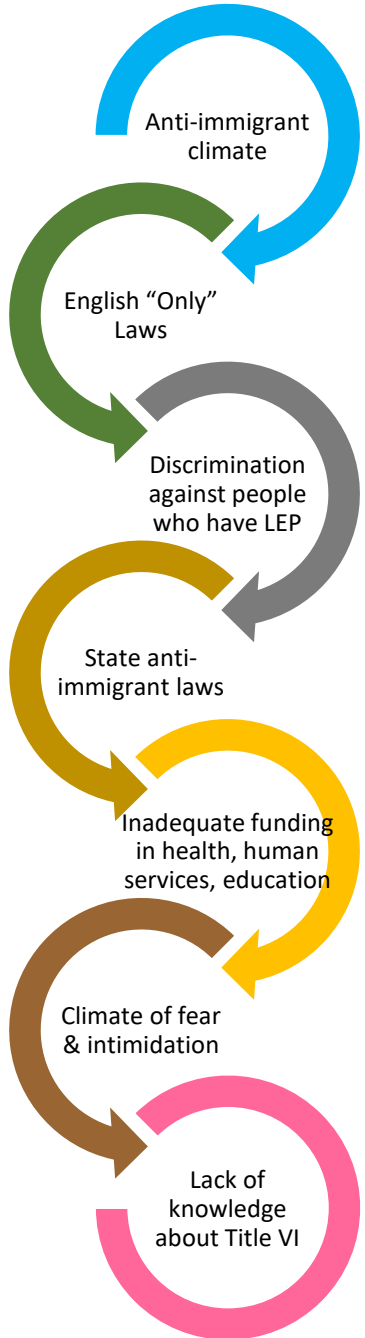 Anti-immigrant
climate
English “Only”
Laws
Discrimination
against people
who have LEP
State anti-
immigrant laws
Inadequate funding
in health, human
services, education
Climate of fear
& intimidation
Lack of
knowledge
about Title VI